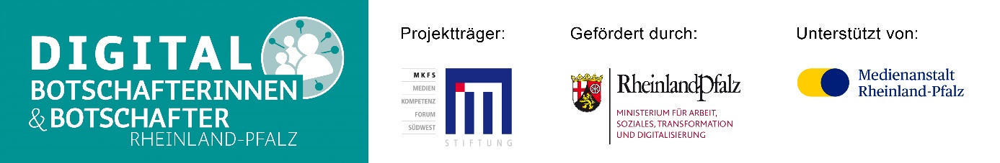 DIGITAL
BOTSCHAFTERINNEN
& BOTSCHAFTER
RHEINLAND-PFALZ
Projektträger:
MKFS
MEDIEN
KOMPETENZ
FORUM
SÜDWEST
STIFTUNG
Gefördert durch:
RheinlandPfalz
MINISTERIUM FÜR ARBEIT,
SOZIALES, TRANSFORMATION
UND DIGITALISIERUNG
Unterstützt von:
Medienanstalt
Rheinland-Pfalz